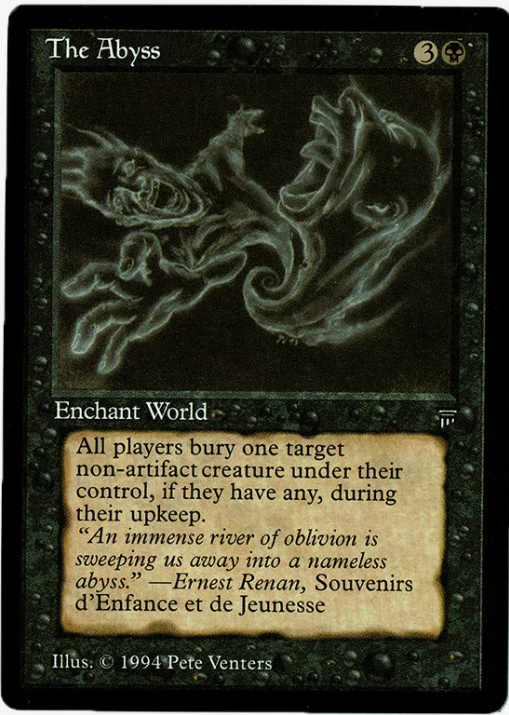 The Abyss 3
Enchant World
All players bury one target
non-artifact creature under their
control, if they have any, during
their upkeep.
"An immense river of oblivion is
sweeping us away into a nameless
abyss." —Ernest Renan, Souvenirs
d'Enfance et de Jeunesse
Illus. © 1994 Pete Venters